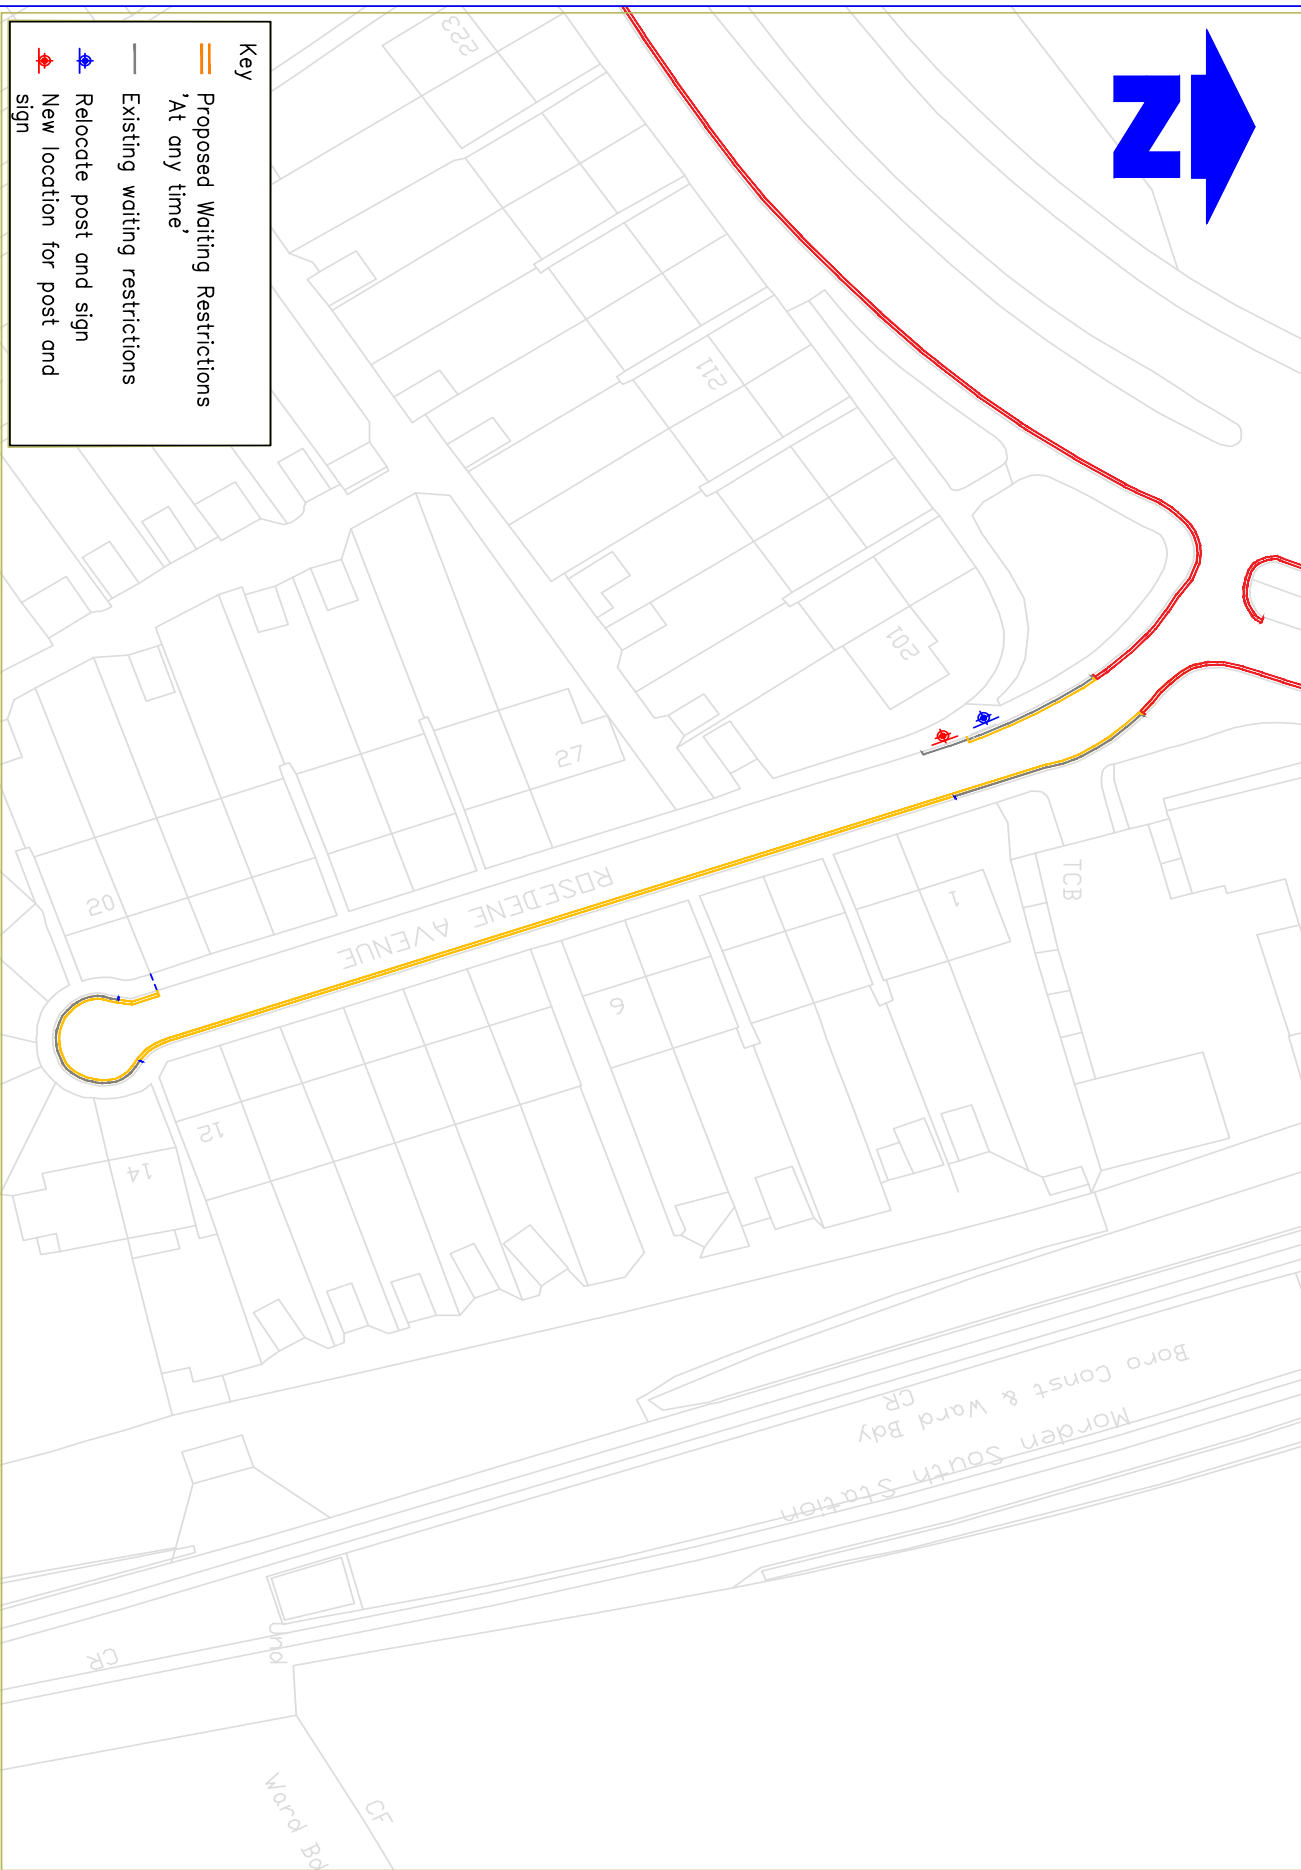 Key
Proposed Waiting Restrictions
'At any time'
Existing waiting restrictions
Relocate post and sign
New location for post and
sign
N
223
211
201
27
20
ROSEDENE AVENUE
1
6
12
14
TCB
Boro Const & Ward Bdy
CR
Morden South Station
CR
Und
CF
Ward Bd